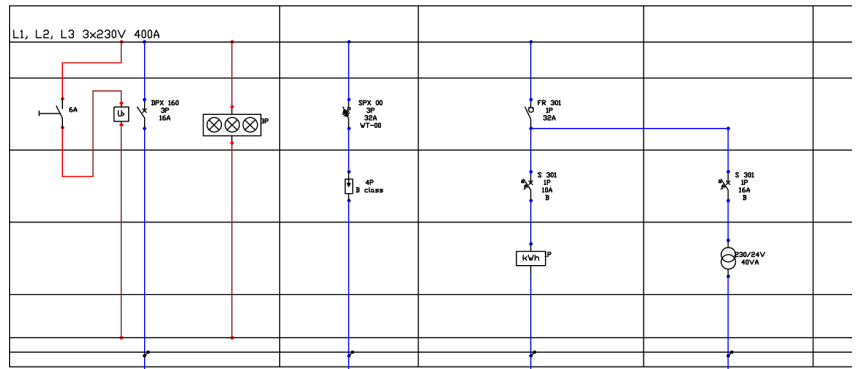 L1, L2, L3 3x230V 400A
6A
U>
DPX 160
3P
16A
3P
SPX 00
3P
32A
WT-00
4P
B class
FR 301
1P
32A
S 301
1P
10A
B
kWh
1P
S 301
1P
16A
B
230/24V
40VA